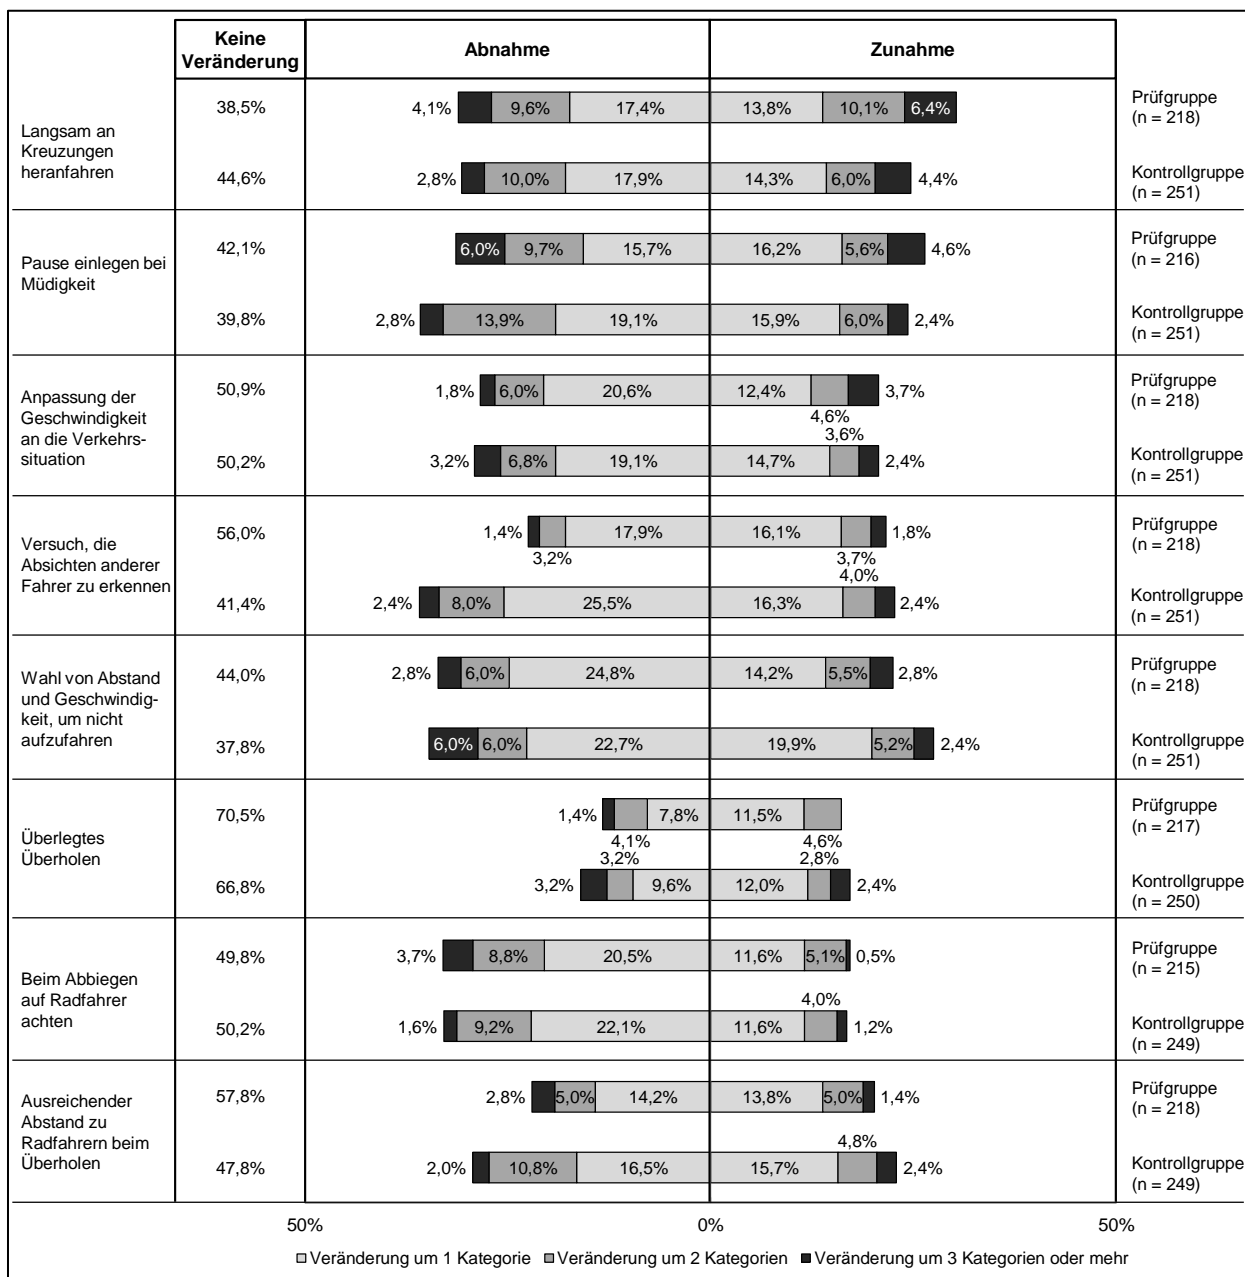 Keine
Veränderung
Abnahme
Zunahme
Langsam an
Kreuzungen
heranfahren
38,5%
4,1%
9,6%
17,4%
13,8%
10,1%
6,4%
Prüfgruppe
(n = 218)
44,6%
2,8%
10,0%
17,9%
14,3%
6,0%
4,4%
Kontrollgruppe
(n = 251)
Pause einlegen bei
Müdigkeit
42,1%
6,0%
9,7%
15,7%
16,2%
5,6%
4,6%
Prüfgruppe
(n = 216)
39,8%
2,8%
13,9%
19,1%
15,9%
6,0%
2,4%
Kontrollgruppe
(n = 251)
Anpassung der
Geschwindigkeit
an die Verkehrs-
situation
50,9%
1,8%
6,0%
20,6%
12,4%
4,6%
3,7%
Prüfgruppe
(n = 218)
50,2%
3,2%
6,8%
19,1%
14,7%
3,6%
2,4%
Kontrollgruppe
(n = 251)
Versuch, die
Absichten anderer
Fahrer zu erkennen
56,0%
1,4%
3,2%
17,9%
16,1%
3,7%
1,8%
Prüfgruppe
(n = 218)
41,4%
2,4%
8,0%
25,5%
16,3%
4,0%
2,4%
Kontrollgruppe
(n = 251)
Wahl von Abstand
und Geschwindig-
keit, um nicht
aufzufahren
44,0%
2,8%
6,0%
24,8%
14,2%
5,5%
2,8%
Prüfgruppe
(n = 218)
37,8%
6,0%
6,0%
22,7%
19,9%
5,2%
2,4%
Kontrollgruppe
(n = 251)
Überlegtes
Überholen
70,5%
1,4%
4,1%
7,8%
11,5%
4,6%
Prüfgruppe
(n = 217)
66,8%
3,2%
3,2%
9,6%
12,0%
2,8%
2,4%
Kontrollgruppe
(n = 250)
Beim Abbiegen
auf Radfahrer
achten
49,8%
3,7%
8,8%
20,5%
11,6%
5,1%
0,5%
Prüfgruppe
(n = 215)
50,2%
1,6%
9,2%
22,1%
11,6%
4,0%
1,2%
Kontrollgruppe
(n = 249)
Ausreichender
Abstand zu
Radfahrern beim
Überholen
57,8%
2,8%
5,0%
14,2%
13,8%
5,0%
1,4%
Prüfgruppe
(n = 218)
47,8%
2,0%
10,8%
16,5%
15,7%
4,8%
2,4%
Kontrollgruppe
(n = 249)
50%
0%
50%
Veränderung um 1 Kategorie
Veränderung um 2 Kategorien
Veränderung um 3 Kategorien oder mehr